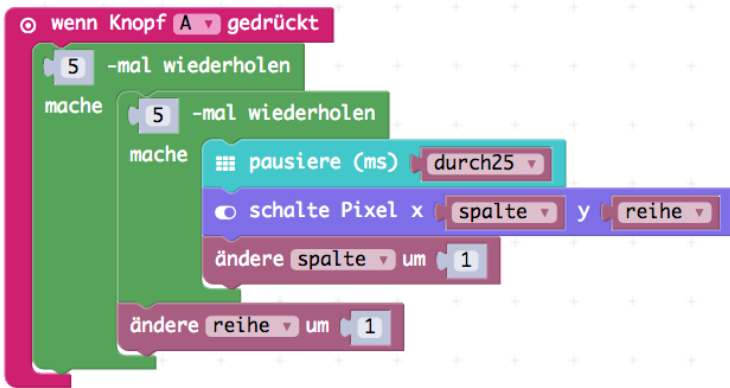 wenn Knopf A gedrückt
5 -mal wiederholen
mache 5 -mal wiederholen
mache pausiere (ms) durch25
schalte Pixel x spalte y reihe
ändere spalte um 1
ändere reihe um 1